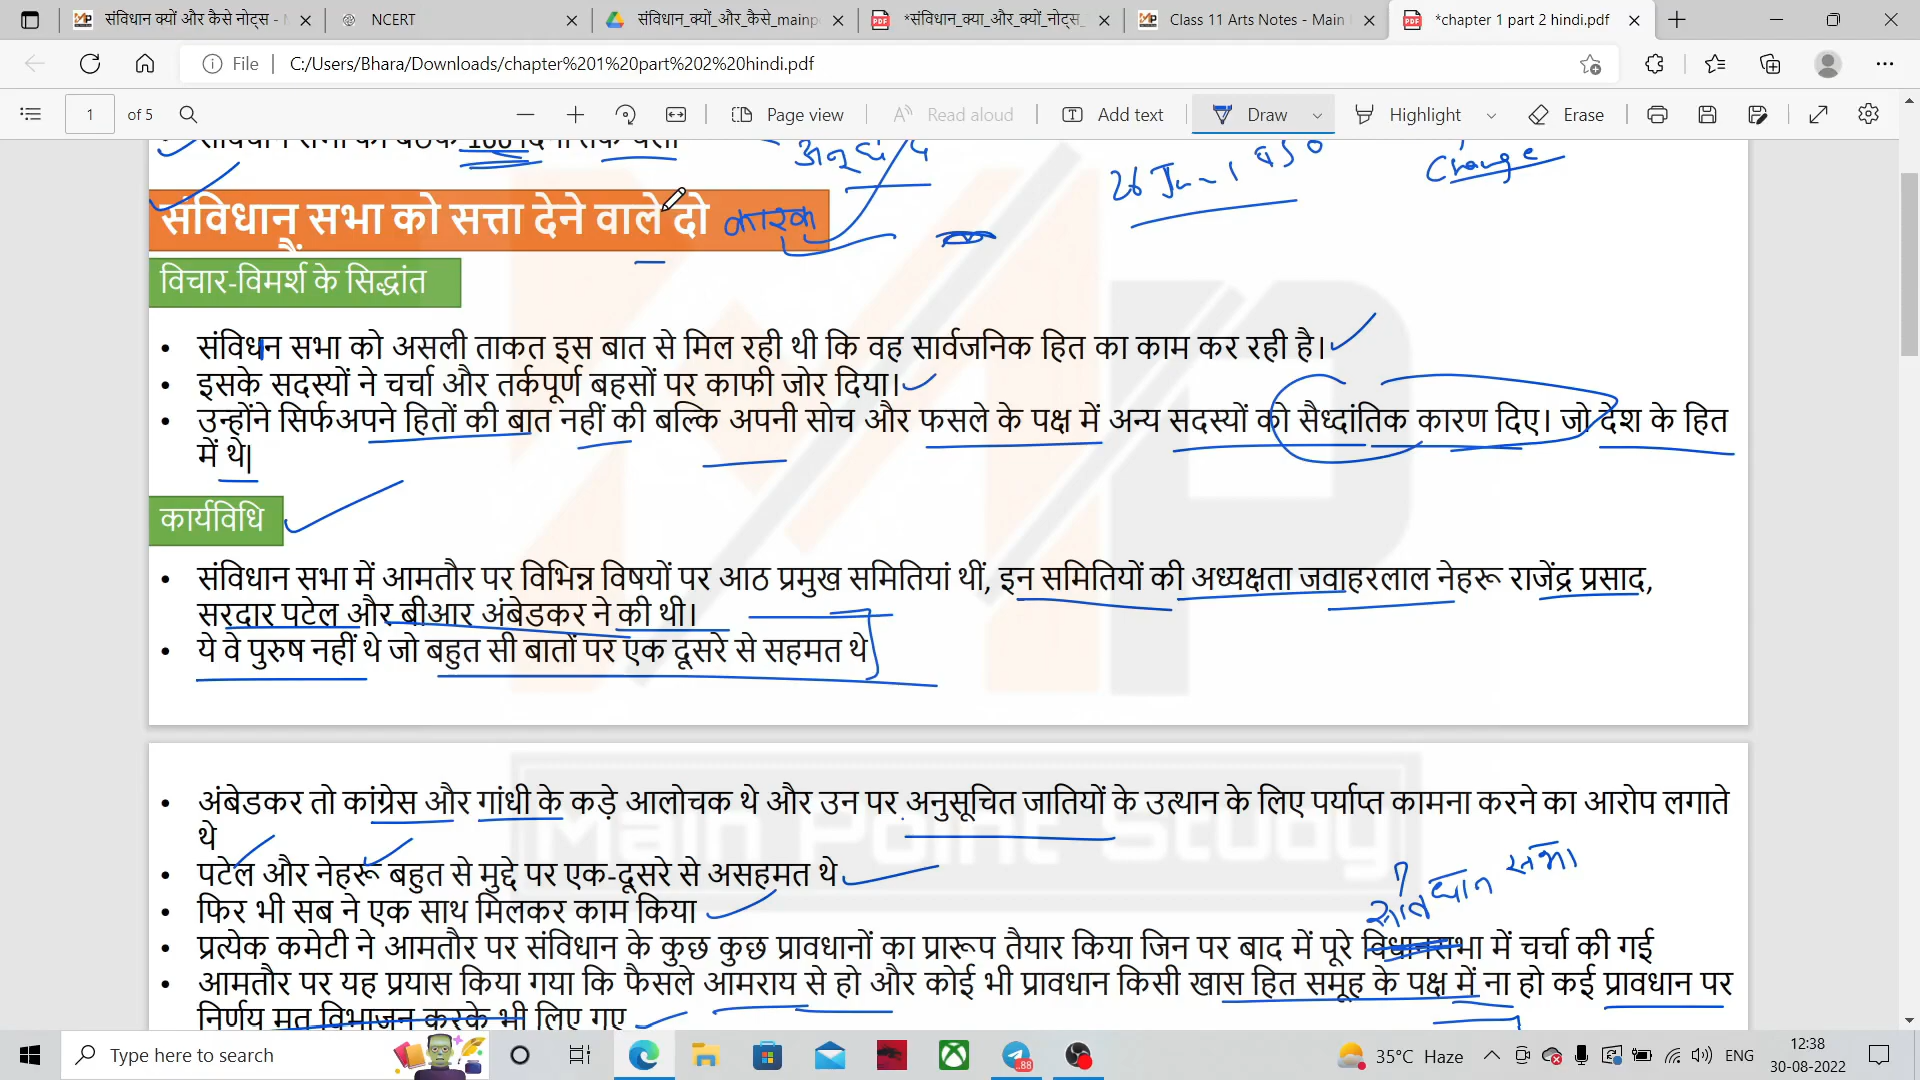 संविधान क्यों और कैसे नोट्स -
NCERT
संविधान_क्यों_और_कैसे_mainp
*संविधान_क्या_और_क्यों_नोट्स_
Class 11 Arts Notes - Main
*chapter 1 part 2 hindi.pdf
File
C:/Users/Bhara/Downloads/chapter%201%20part%202%20hindi.pdf
1 of 5
Page view
Read aloud
Add text
Draw
Highlight
Erase
Change
संविधान सभा को सत्ता देने वाले दो कारक
हैं
विचार-विमर्श के सिद्धांत
• संविधन सभा को असली ताकत इस बात से मिल रही थी कि वह सार्वजनिक हित का काम कर रही है।
• इसके सदस्यों ने चर्चा और तर्कपूर्ण बहसों पर काफी जोर दिया।
• उन्होंने सिर्फअपने हितों की बात नहीं की बल्कि अपनी सोच और फसले के पक्ष में अन्य सदस्यों को सैध्दांतिक कारण दिए। जो देश के हित
में थे|
कार्यविधि
• संविधान सभा में आमतौर पर विभिन्न विषयों पर आठ प्रमुख समितियां थीं, इन समितियों की अध्यक्षता जवाहरलाल नेहरू राजेंद्र प्रसाद,
सरदार पटेल और बीआर अंबेडकर ने की थी।
• ये वे पुरुष नहीं थे जो बहुत सी बातों पर एक दूसरे से सहमत थे
• अंबेडकर तो कांग्रेस और गांधी के कड़े आलोचक थे और उन पर अनुसूचित जातियों के उत्थान के लिए पर्याप्त कामना करने का आरोप लगाते
थे
• पटेल और नेहरू बहुत से मुद्दे पर एक-दूसरे से असहमत थे
• फिर भी सब ने एक साथ मिलकर काम किया
• प्रत्येक कमेटी ने आमतौर पर संविधान के कुछ कुछ प्रावधानों का प्रारूप तैयार किया जिन पर बाद में पूरे विधानसभा में चर्चा की गई
• आमतौर पर यह प्रयास किया गया कि फैसले आमराय से हो और कोई भी प्रावधान किसी खास हित समूह के पक्ष में ना हो कई प्रावधान पर
निर्णय मत विभाजन करके भी लिए गए
Main Point Study
Type here to search
88
35°C Haze
ENG
12:38
30-08-2022